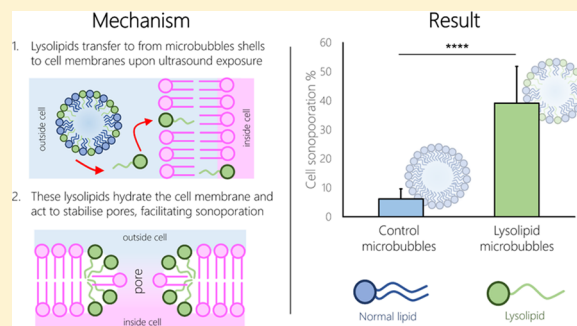 Mechanism
1. Lysolipids transfer to from microbubbles shells
to cell membranes upon ultrasound exposure
outside cell
inside cell
2. These lysolipids hydrate the cell membrane and
act to stabilise pores, facilitating sonoporation
outside cell
pore
inside cell
Result
60
50
40
30
20
10
0
Cell sonopooration %
****
Control
microbubbles
Lysolipid
microbubbles
Normal lipid
Lysolipid